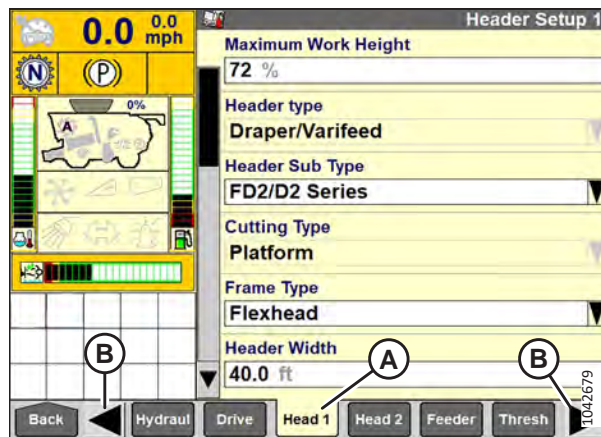 0.0 0.0 mph
Header Setup 1
N (P)
0%
A
Maximum Work Height
72 %
Header type
Draper/Varifeed
Header Sub Type
FD2/D2 Series
Cutting Type
Platform
Frame Type
Flexhead
Header Width
40.0 ft
B A B
1042679
Back Hydraul Drive Head 1 Head 2 Feeder Thresh